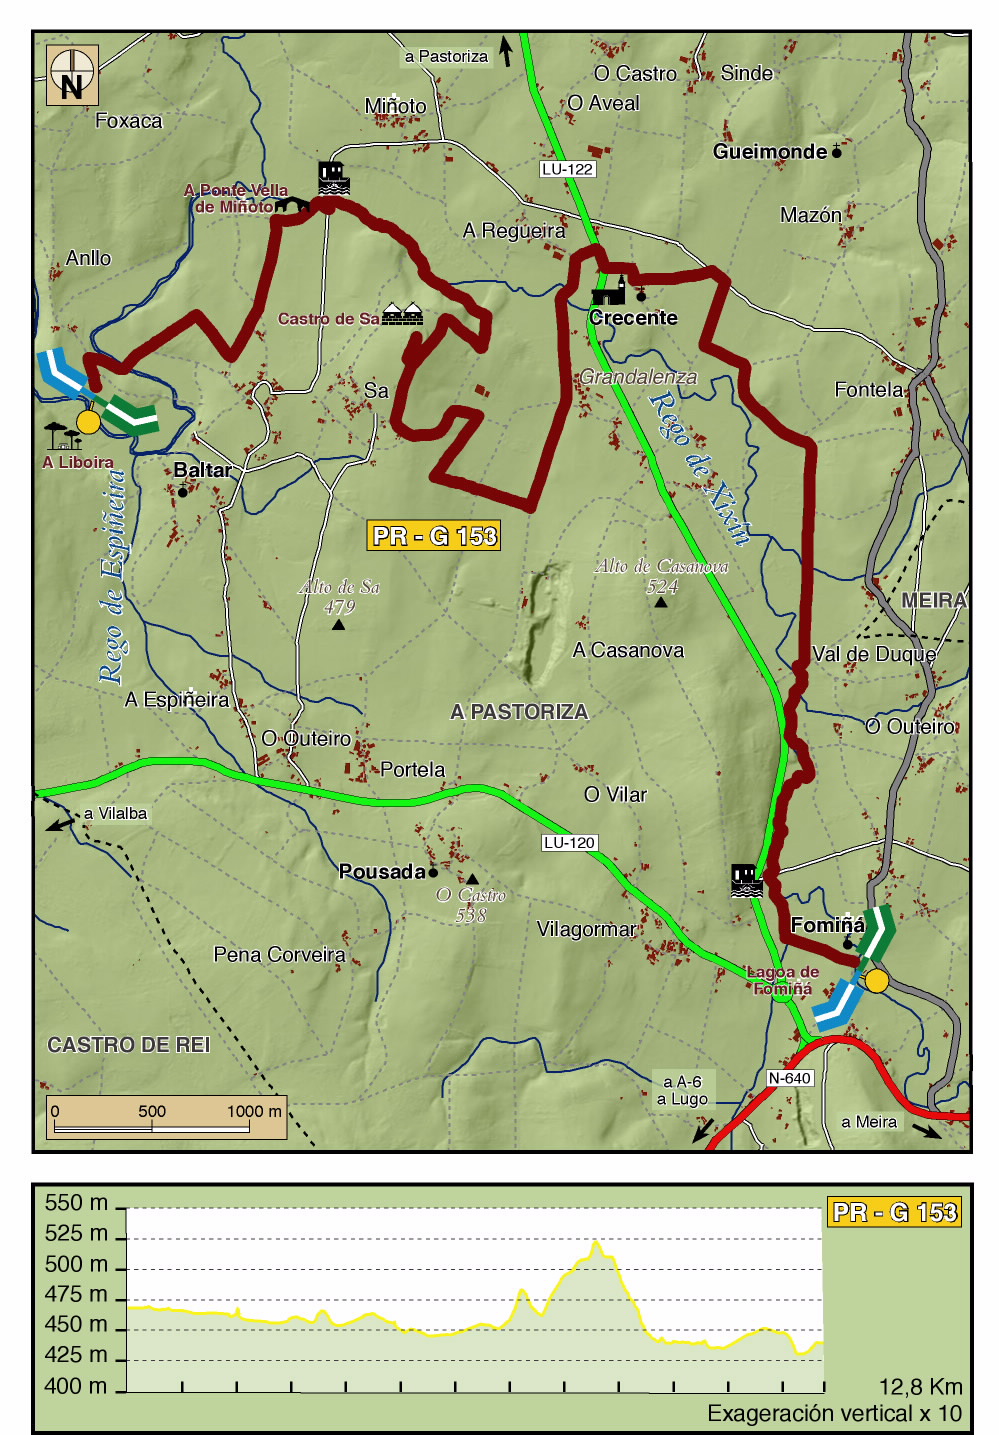 N
a Pastoriza
O Castro
Sinde
Miñoto
O Aveal
Foxaca
Gueimonde
LU-122
A Ponte Vella
de Miñoto
Mazón
A Regueira
Anllo
Castro de Sa
Crecente
Grandalenza
Sa
Fontela
Rego de Xixín
A Liboira
Baltar
Rego de Espiñeira
PR - G 153
Alto de Casanova
524
Alto de Sa
479
MEIRA
A Casanova
Val de Duque
A Espiñeira
A PASTORIZA
O Outeiro
O Outeiro
Portela
O Vilar
a Vilalba
LU-120
Pousada
O Castro
538
Vilagormar
Fomiñá
Pena Corveira
Lagoa de
Fomiñá
CASTRO DE REI
N-640
a A-6
a Lugo
0 500 1000 m
a Meira
550 m
525 m
500 m
475 m
450 m
425 m
400 m
PR - G 153
12,8 Km
Exageración vertical x 10